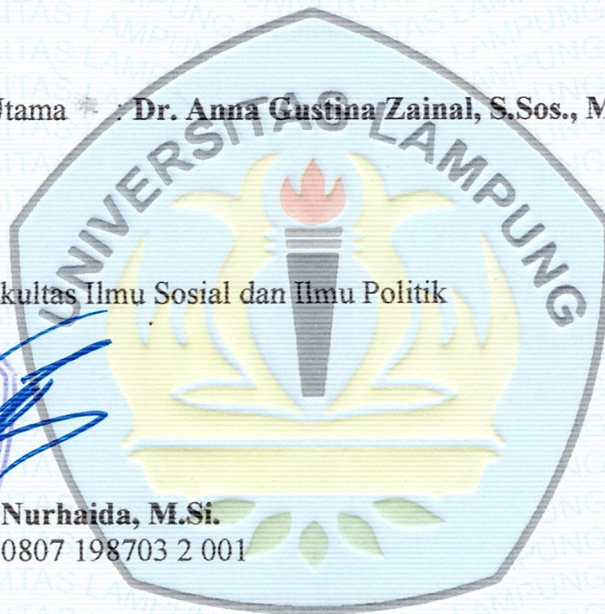 Utama : Dr. Anna Gustina Zainal, S.Sos., M
UNIVERSITAS LAMPUNG
kultas Ilmu Sosial dan Ilmu Politik
Nurhaida, M.Si.
0807 198703 2 001